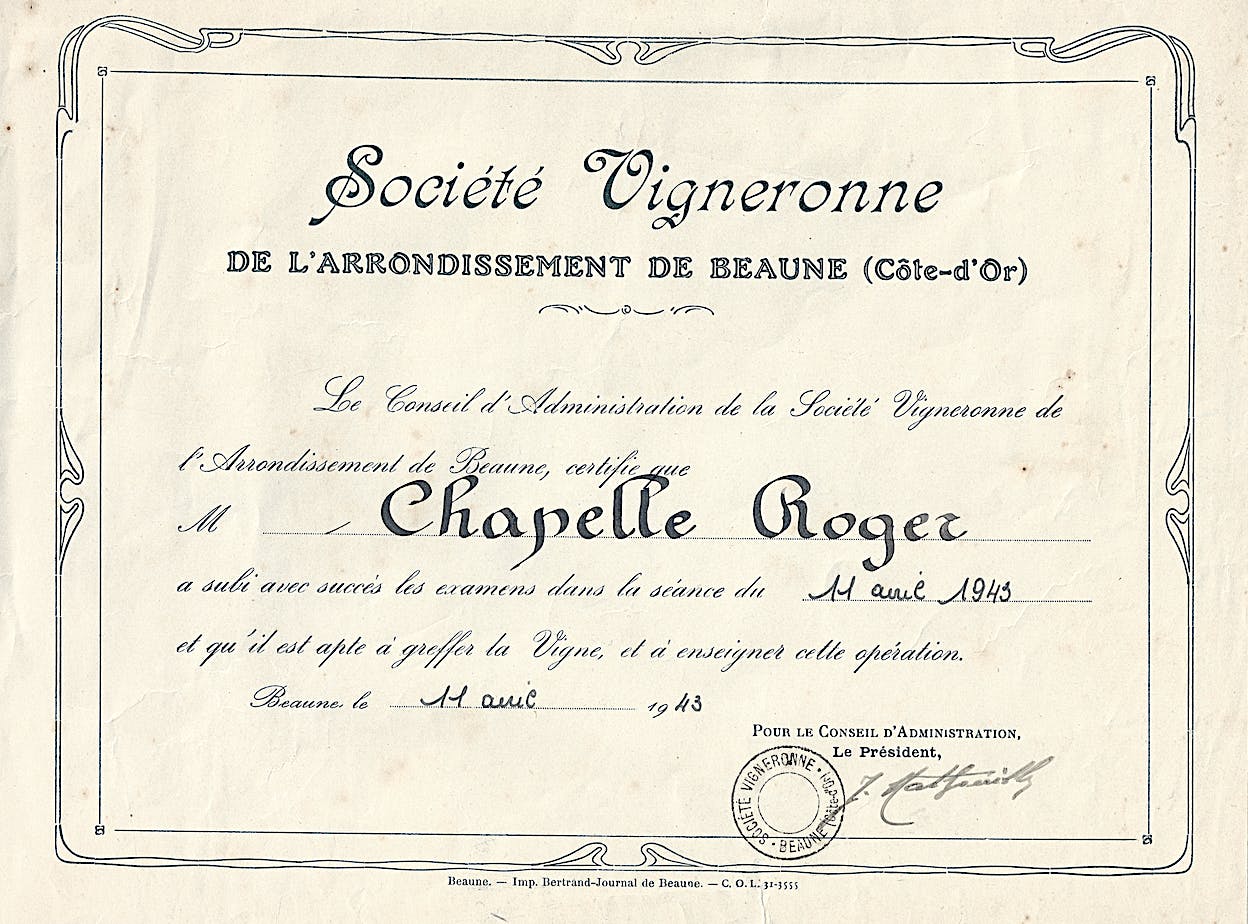 Société Vigneronne
DE L'ARRONDISSEMENT DE BEAUNE (Côte-d'Or)
Le Conseil d'Administration de la Société Vigneronne de
l'Arrondissement de Beaune, certifie que
M Chapelle Roger
a subi avec succès les examens dans la séance du 11 avril 1943
et qu'il est apte à greffer la Vigne, et à enseigner cette opération.
Beaune, le 11 avril 1943
POUR LE CONSEIL D'ADMINISTRATION,
Le Président,
SOCIÉTÉ VIGNERONNE · BEAUNE (Côte-d'Or)
Beaune. — Imp. Bertrand-Journal de Beaune. — C. O. L. 31-3555